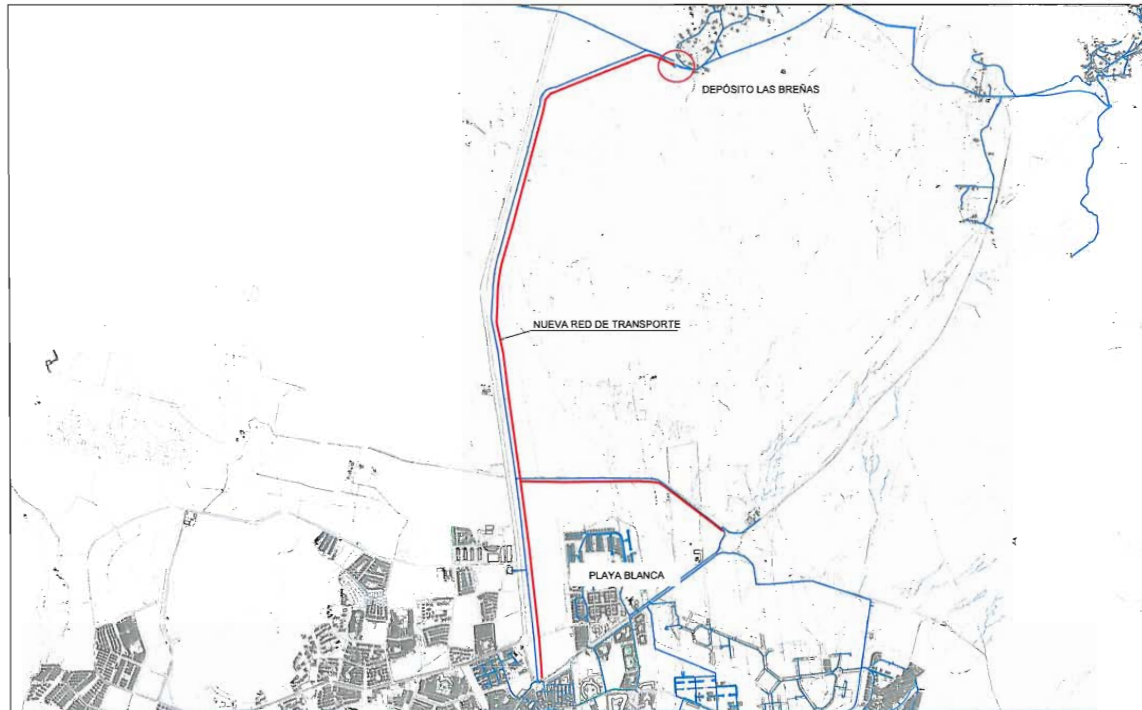 DEPÓSITO LAS BREÑAS
NUEVA RED DE TRANSPORTE
PLAYA BLANCA